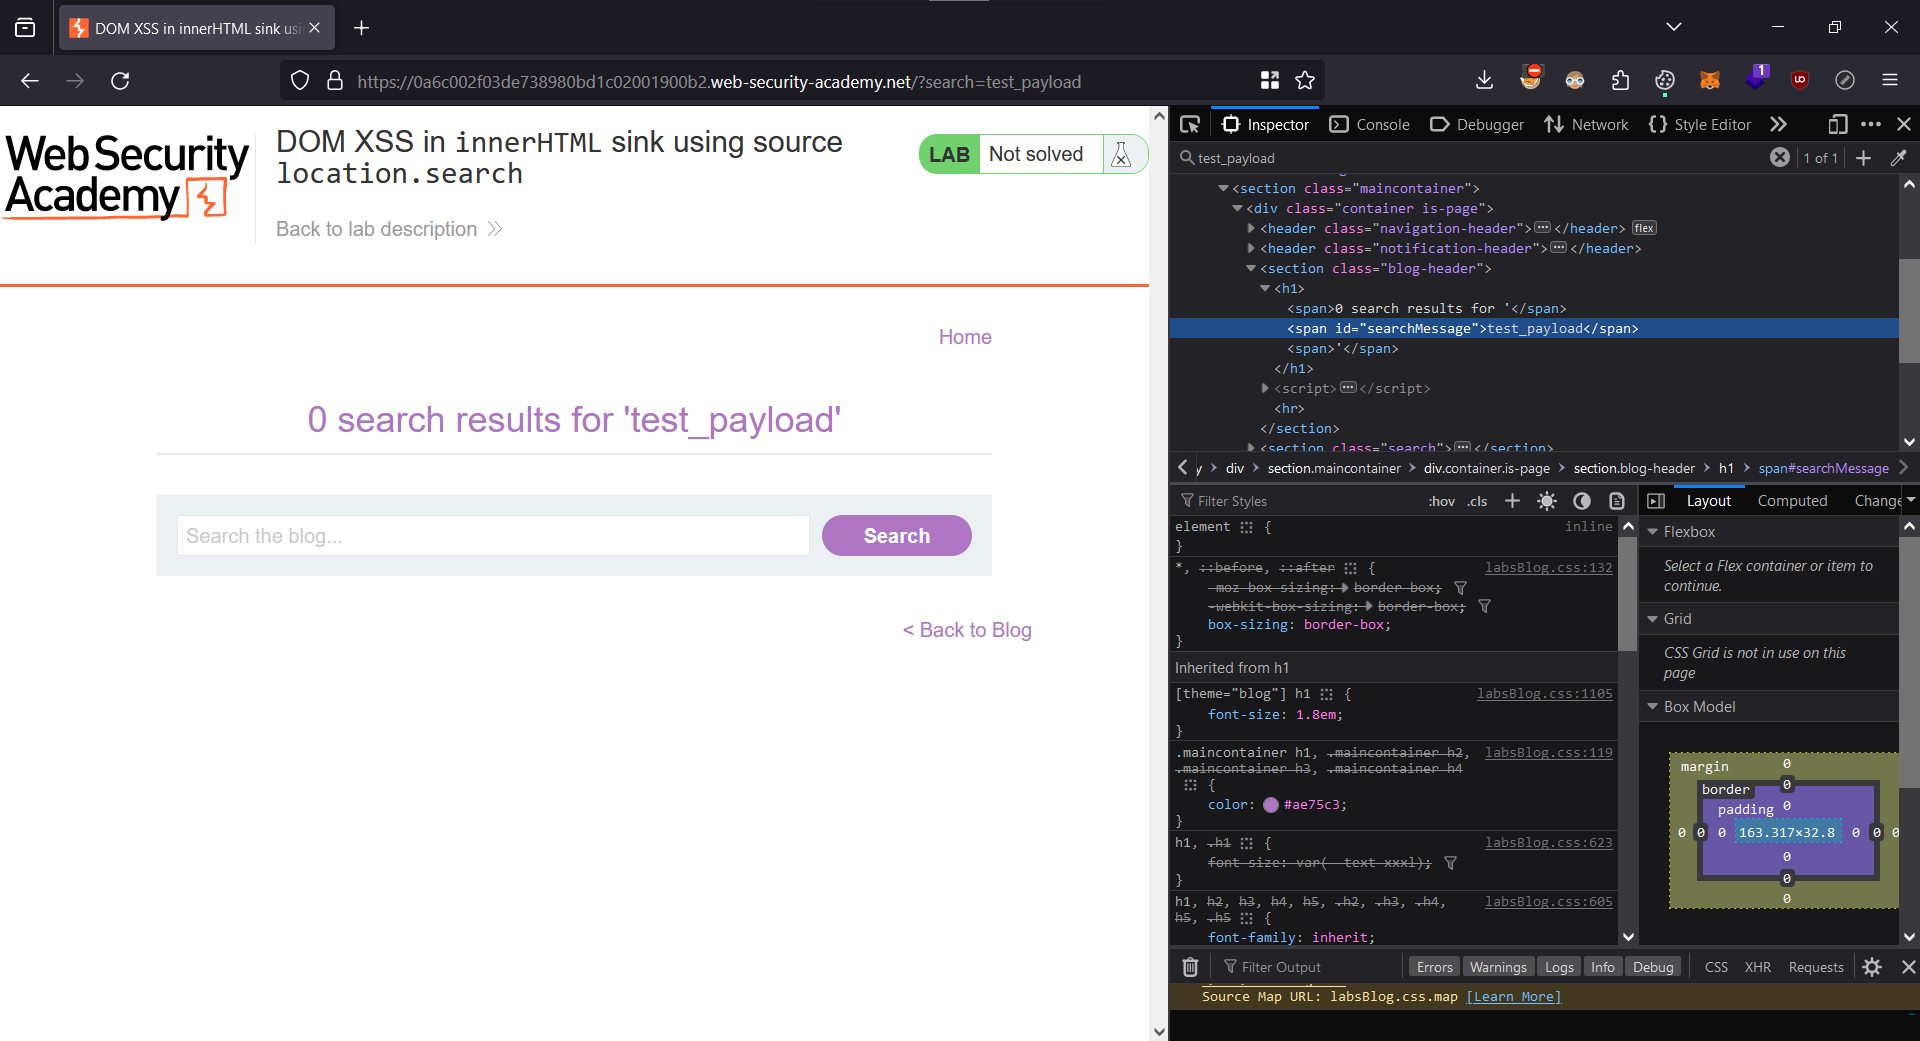 DOM XSS in innerHTML sink usi
https://0a6c002f03de738980bd1c02001900b2.web-security-academy.net/?search=test_payload
1
Web Security
Academy
DOM XSS in innerHTML sink using source
location.search
Back to lab description
LAB
Not solved
Home
0 search results for 'test_payload'
Search the blog...
Search
< Back to Blog
Inspector
Console
Debugger
Network
{} Style Editor
test_payload
1 of 1
<section class="maincontainer">
<div class="container is-page">
<header class="navigation-header"> </header> flex
<header class="notification-header"> </header>
<section class="blog-header">
<h1>
<span>0 search results for '</span>
<span id="searchMessage">test_payload</span>
<span>'</span>
</h1>
<script> </script>
<hr>
</section>
<section class="search"> </section>
y > div > section.maincontainer > div.container.is-page > section.blog-header > h1 > span#searchMessage
Filter Styles
:hov .cls
element { inline
}
*, ::before, ::after { labsBlog.css:132
-moz-box-sizing: border-box;
-webkit-box-sizing: border-box;
box-sizing: border-box;
}
Inherited from h1
[theme="blog"] h1 { labsBlog.css:1105
font-size: 1.8em;
}
.maincontainer h1, .maincontainer h2, labsBlog.css:119
.maincontainer h3, .maincontainer h4
{
color: #ae75c3;
}
h1, .h1 { labsBlog.css:623
font-size: var(--text-xxxl);
}
h1, h2, h3, h4, h5, .h2, .h3, .h4, labsBlog.css:605
h5, .h5 {
font-family: inherit;
Layout
Computed
Change
Flexbox
Select a Flex container or item to
continue.
Grid
CSS Grid is not in use on this
page
Box Model
margin 0
border 0
padding 0
0 0 0 163.317×32.8 0 0 0
0
0
0
Filter Output
Errors
Warnings
Logs
Info
Debug
CSS
XHR
Requests
Source Map URL: labsBlog.css.map [Learn More]